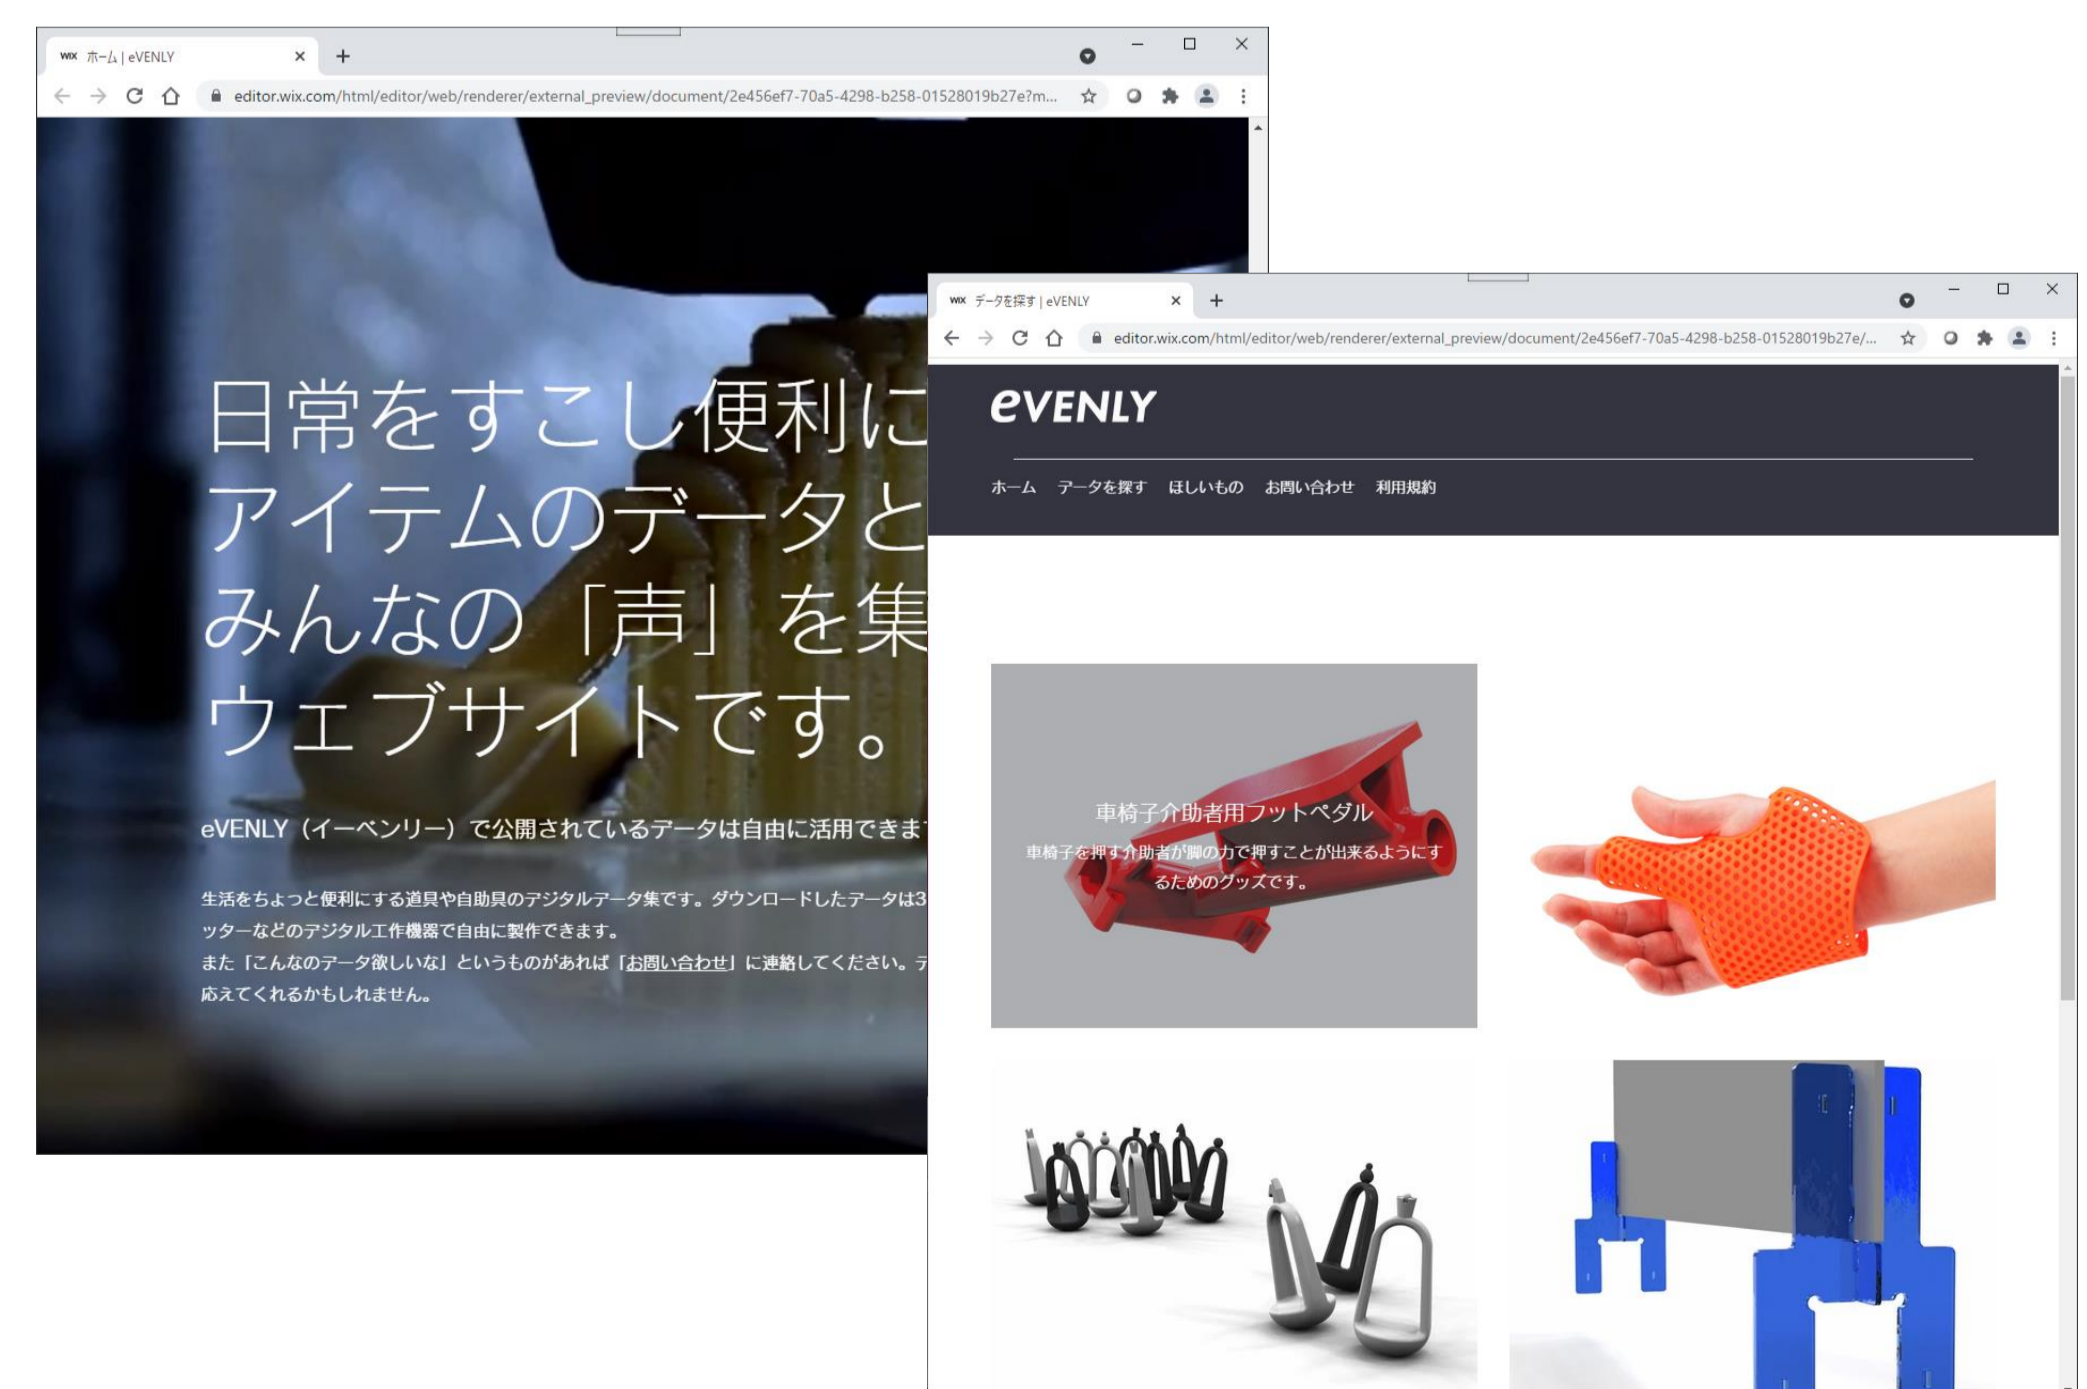 WIX ホーム | eVENLY
editor.wix.com/html/editor/web/renderer/external_preview/document/2e456ef7-70a5-4298-b258-01528019b27e?m...
日常をすこし便利に
アイテムのデータと
みんなの「声」を集
ウェブサイトです。
eVENLY（イーベンリー）で公開されているデータは自由に活用できま
生活をちょっと便利にする道具や自助具のデジタルデータ集です。ダウンロードしたデータは3
ッターなどのデジタル工作機器で自由に製作できます。
また「こんなのデータ欲しいな」というものがあれば「お問い合わせ」に連絡してください。デ
応えてくれるかもしれません。
WIX データを探す | eVENLY
editor.wix.com/html/editor/web/renderer/external_preview/document/2e456ef7-70a5-4298-b258-01528019b27e/...
eVENLY
ホーム データを探す ほしいもの お問い合わせ 利用規約
車椅子介助者用フットペダル
車椅子を押す介助者が脚の力で押すことが出来るようにす
るためのグッズです。